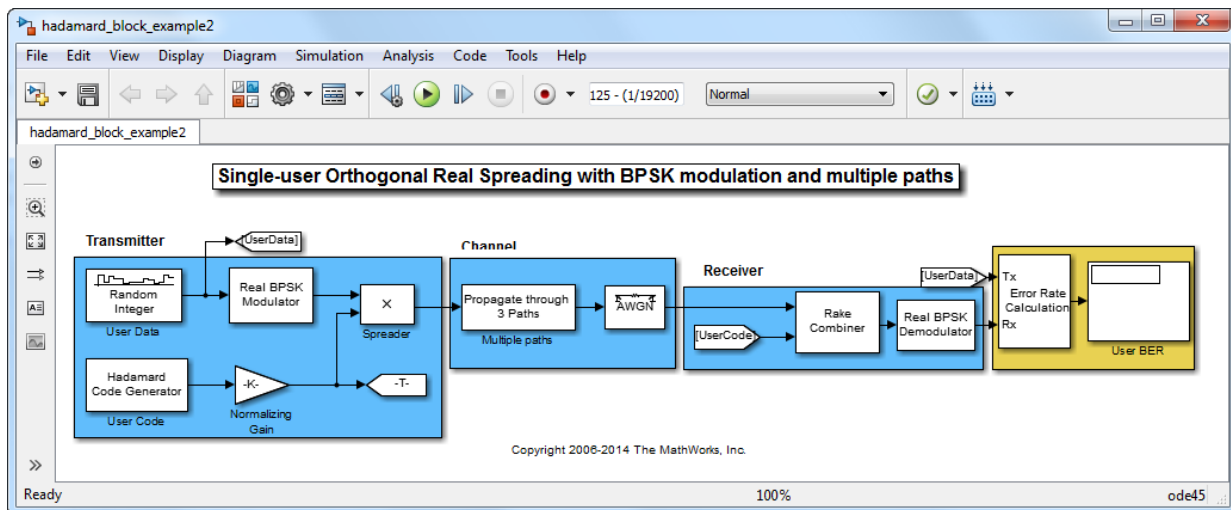 hadamard_block_example2
File Edit View Display Diagram Simulation Analysis Code Tools Help
125 - (1/19200)
Normal
hadamard_block_example2
Single-user Orthogonal Real Spreading with BPSK modulation and multiple paths
Transmitter
[UserData]
Random
Integer
User Data
Real BPSK
Modulator
×
Spreader
Hadamard
Code Generator
User Code
-K-
Normalizing
Gain
-T-
Channel
Propagate through
3 Paths
Multiple paths
AWGN
Receiver
[UserCode]
Rake
Combiner
Real BPSK
Demodulator
[UserData]
Tx
Error Rate
Calculation
Rx
User BER
Copyright 2006-2014 The MathWorks, Inc.
Ready 100% ode45